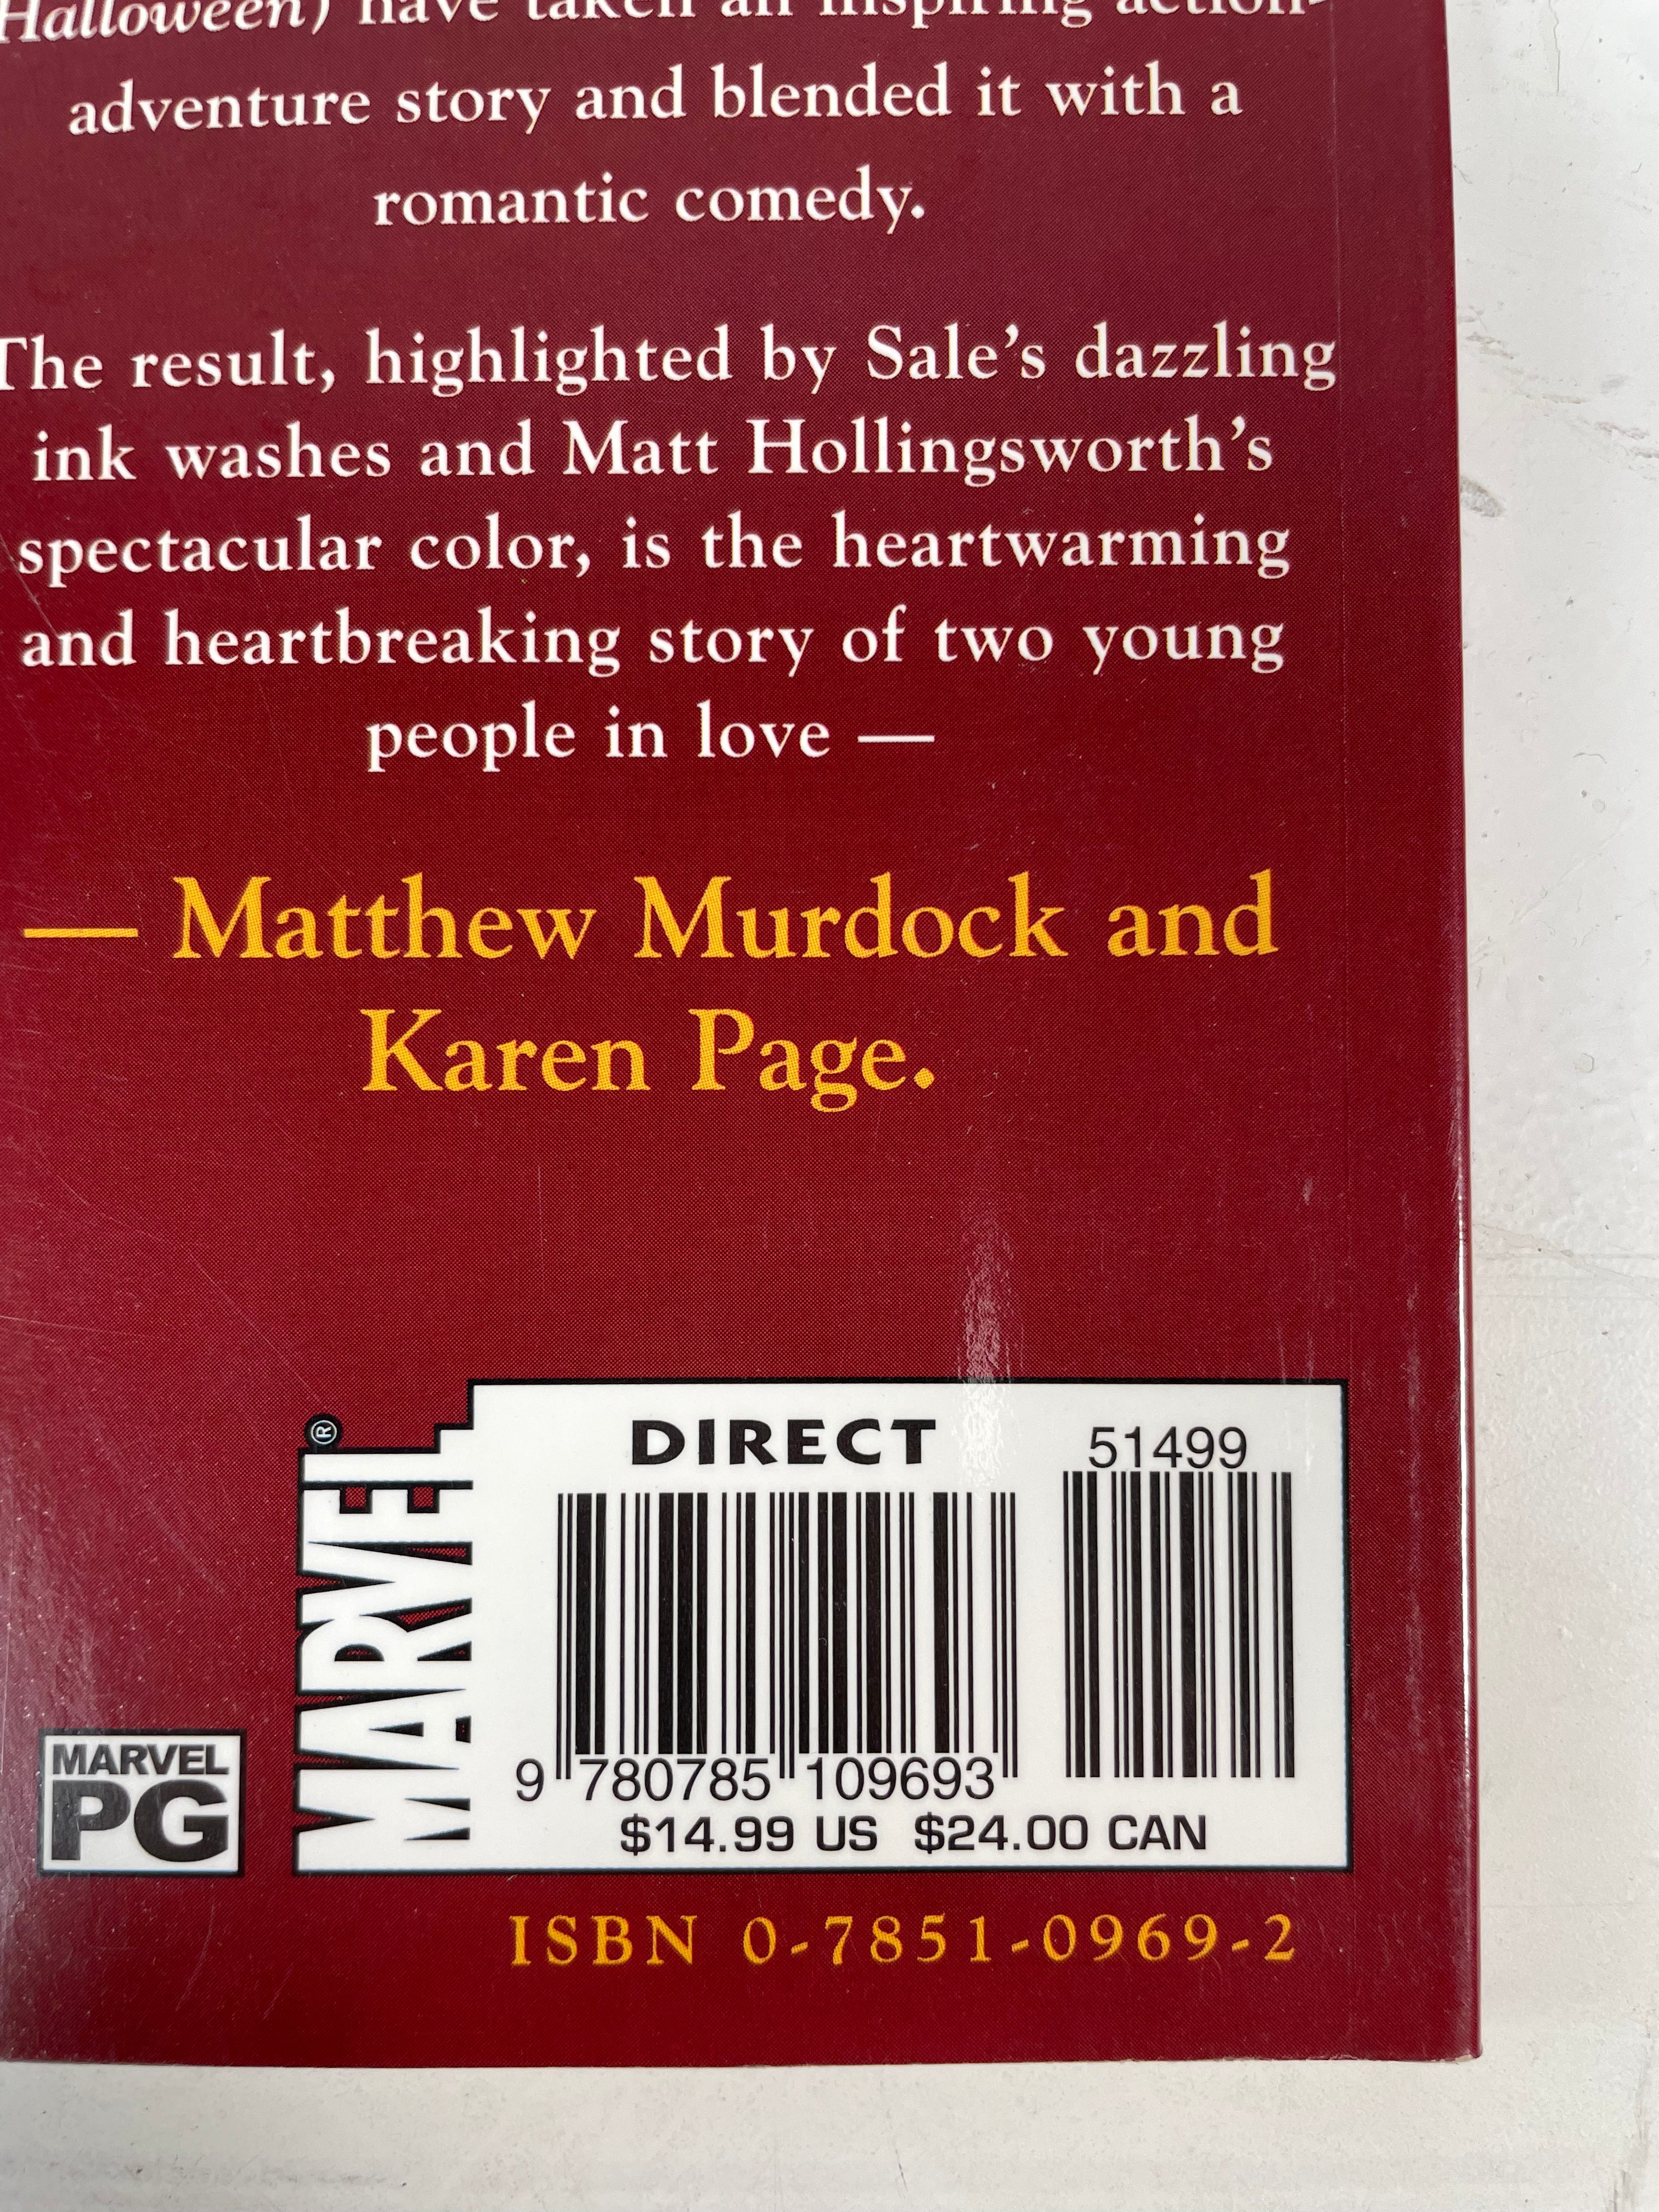 Halloween) have taken an inspiring action-
adventure story and blended it with a
romantic comedy.
The result, highlighted by Sale's dazzling
ink washes and Matt Hollingsworth's
spectacular color, is the heartwarming
and heartbreaking story of two young
people in love —
— Matthew Murdock and
Karen Page.
MARVEL®
DIRECT
51499
9 780785 109693
$14.99 US $24.00 CAN
MARVEL
PG
ISBN 0-7851-0969-2